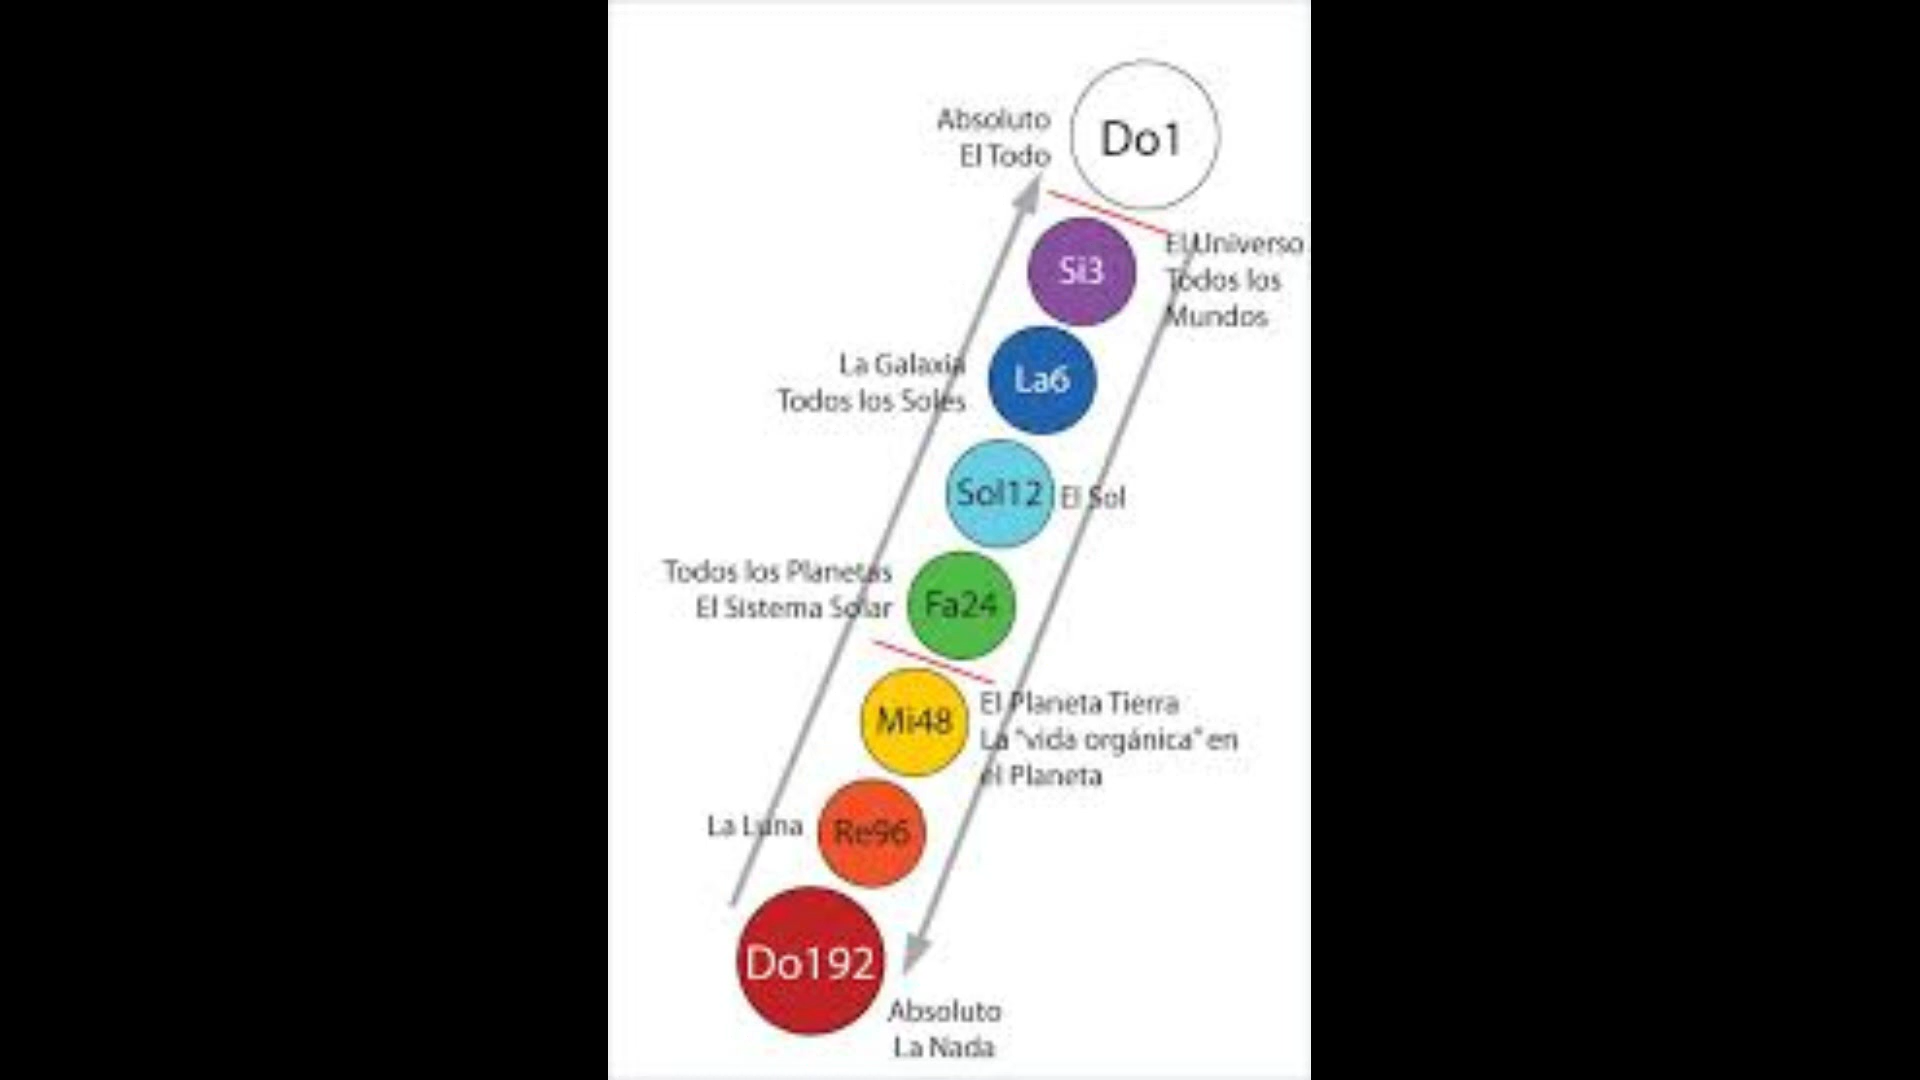 Absoluto
El Todo
Do1
Si3
El Universo
Todos los
Mundos
La Galaxia
Todos los Soles
La6
Sol12
El Sol
Todos los Planetas
El Sistema Solar
Fa24
Mi48
El Planeta Tierra
La "vida orgánica" en
el Planeta
La Luna
Re96
Do192
Absoluto
La Nada